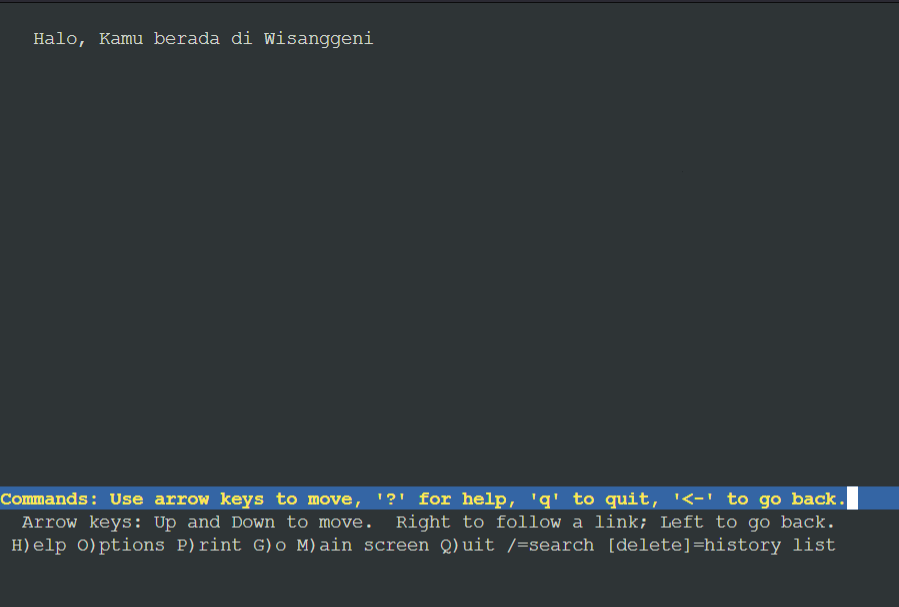 Halo, Kamu berada di Wisanggeni
Commands: Use arrow keys to move, '?' for help, 'q' to quit, '<-' to go back.
Arrow keys: Up and Down to move.  Right to follow a link; Left to go back.
H)elp O)ptions P)rint G)o M)ain screen Q)uit /=search [delete]=history list